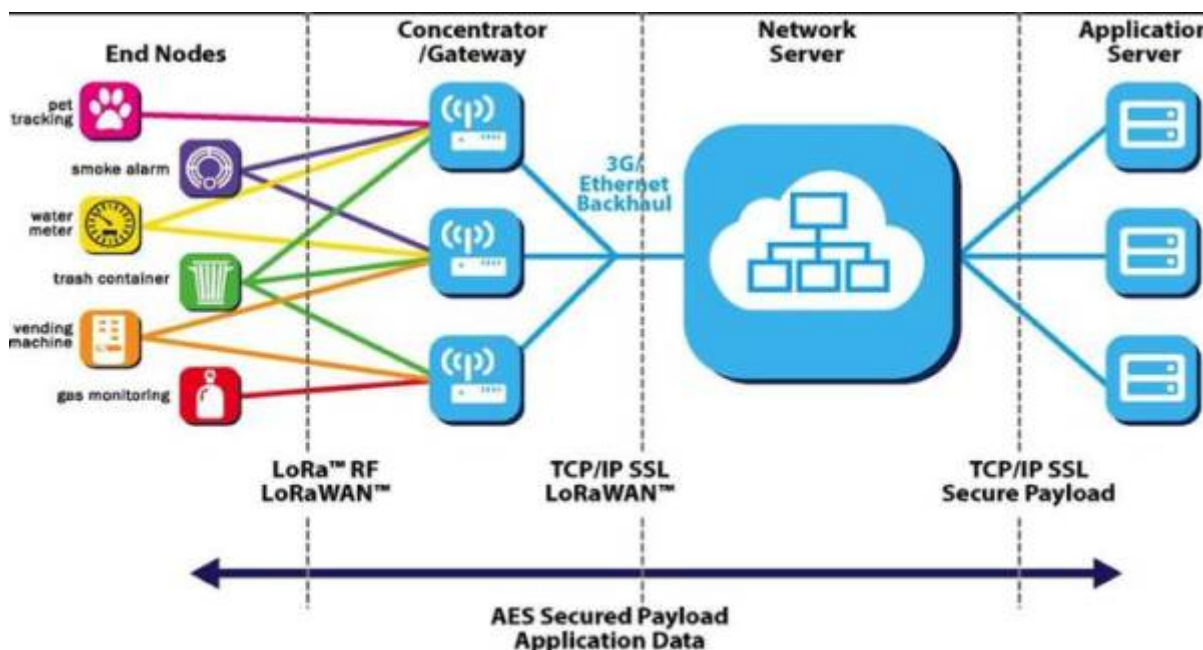 End Nodes
Concentrator
/Gateway
Network
Server
Application
Server
pet
tracking
smoke alarm
water
meter
trash container
vending
machine
gas monitoring
3G/
Ethernet
Backhaul
LoRa™ RF
LoRaWAN™
TCP/IP SSL
LoRaWAN™
TCP/IP SSL
Secure Payload
AES Secured Payload
Application Data